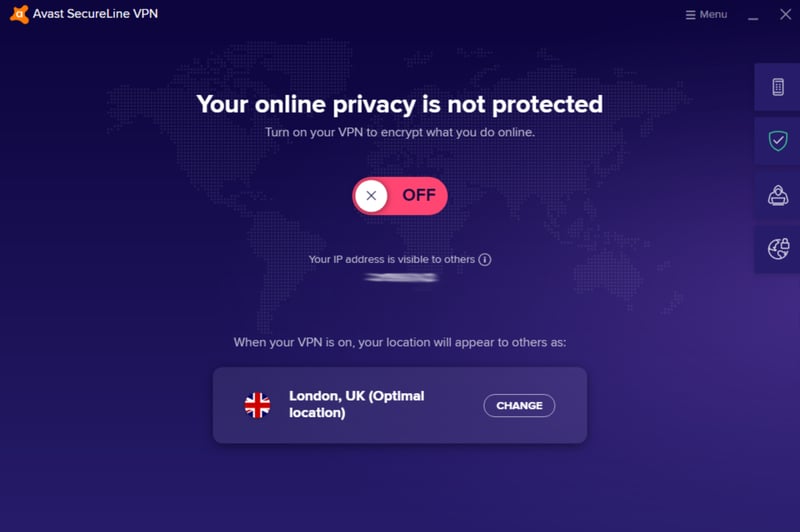 Avast SecureLine VPN
Menu
Your online privacy is not protected
Turn on your VPN to encrypt what you do online.
OFF
Your IP address is visible to others
When your VPN is on, your location will appear to others as:
London, UK (Optimal
location)
CHANGE